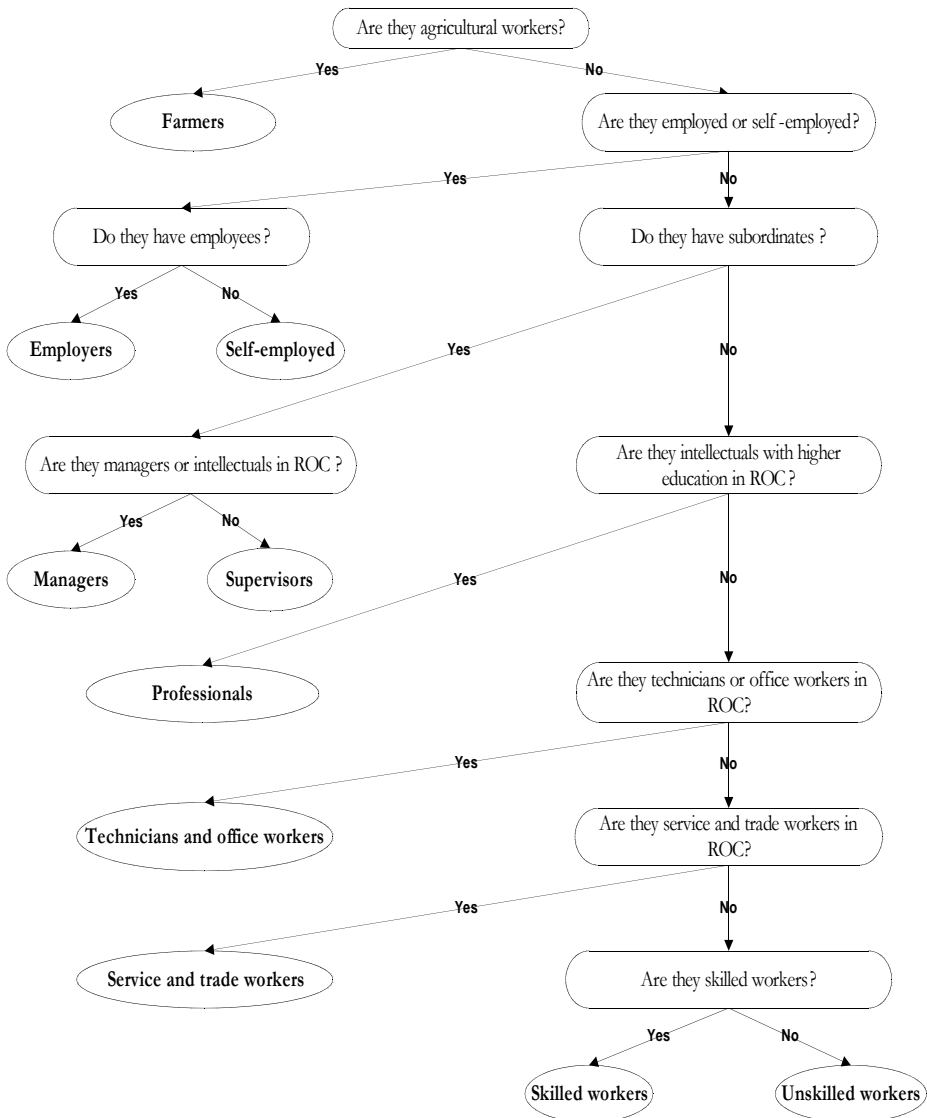 Are they agricultural workers?
Yes
No
Farmers
Are they employed or self -employed?
Yes
No
Do they have employees ?
Do they have subordinates ?
Yes
No
Employers
Self-employed
Yes
No
Are they managers or intellectuals in ROC ?
Are they intellectuals with higher
education in ROC ?
Yes
No
Managers
Supervisors
Yes
No
Professionals
Are they technicians or office workers in
ROC?
Yes
No
Technicians and office workers
Are they service and trade workers in
ROC?
Yes
No
Service and trade workers
Are they skilled workers?
Yes
No
Skilled workers
Unskilled workers